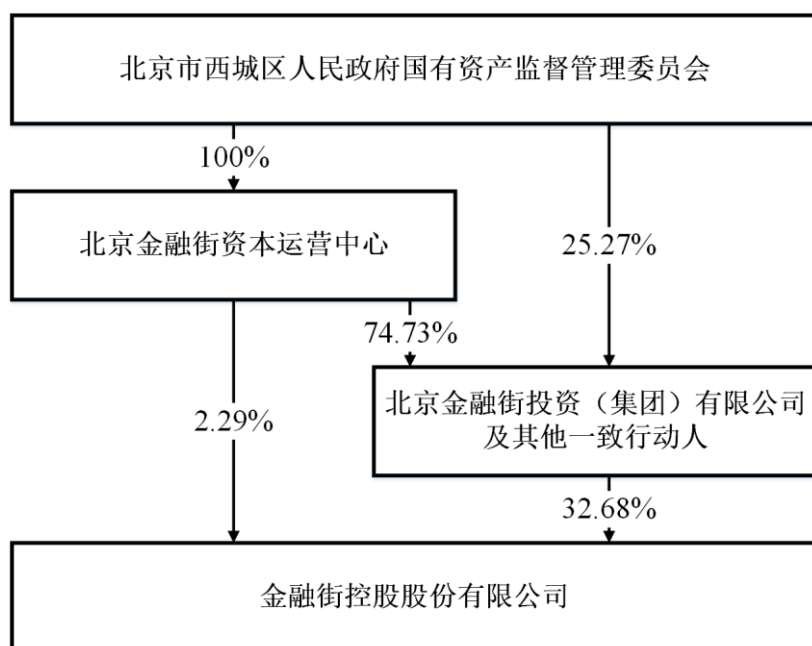 北京市西城区人民政府国有资产监督管理委员会
100%
25.27%
北京金融街资本运营中心
74.73%
2.29%
北京金融街投资（集团）有限公司
及其他一致行动人
32.68%
金融街控股股份有限公司